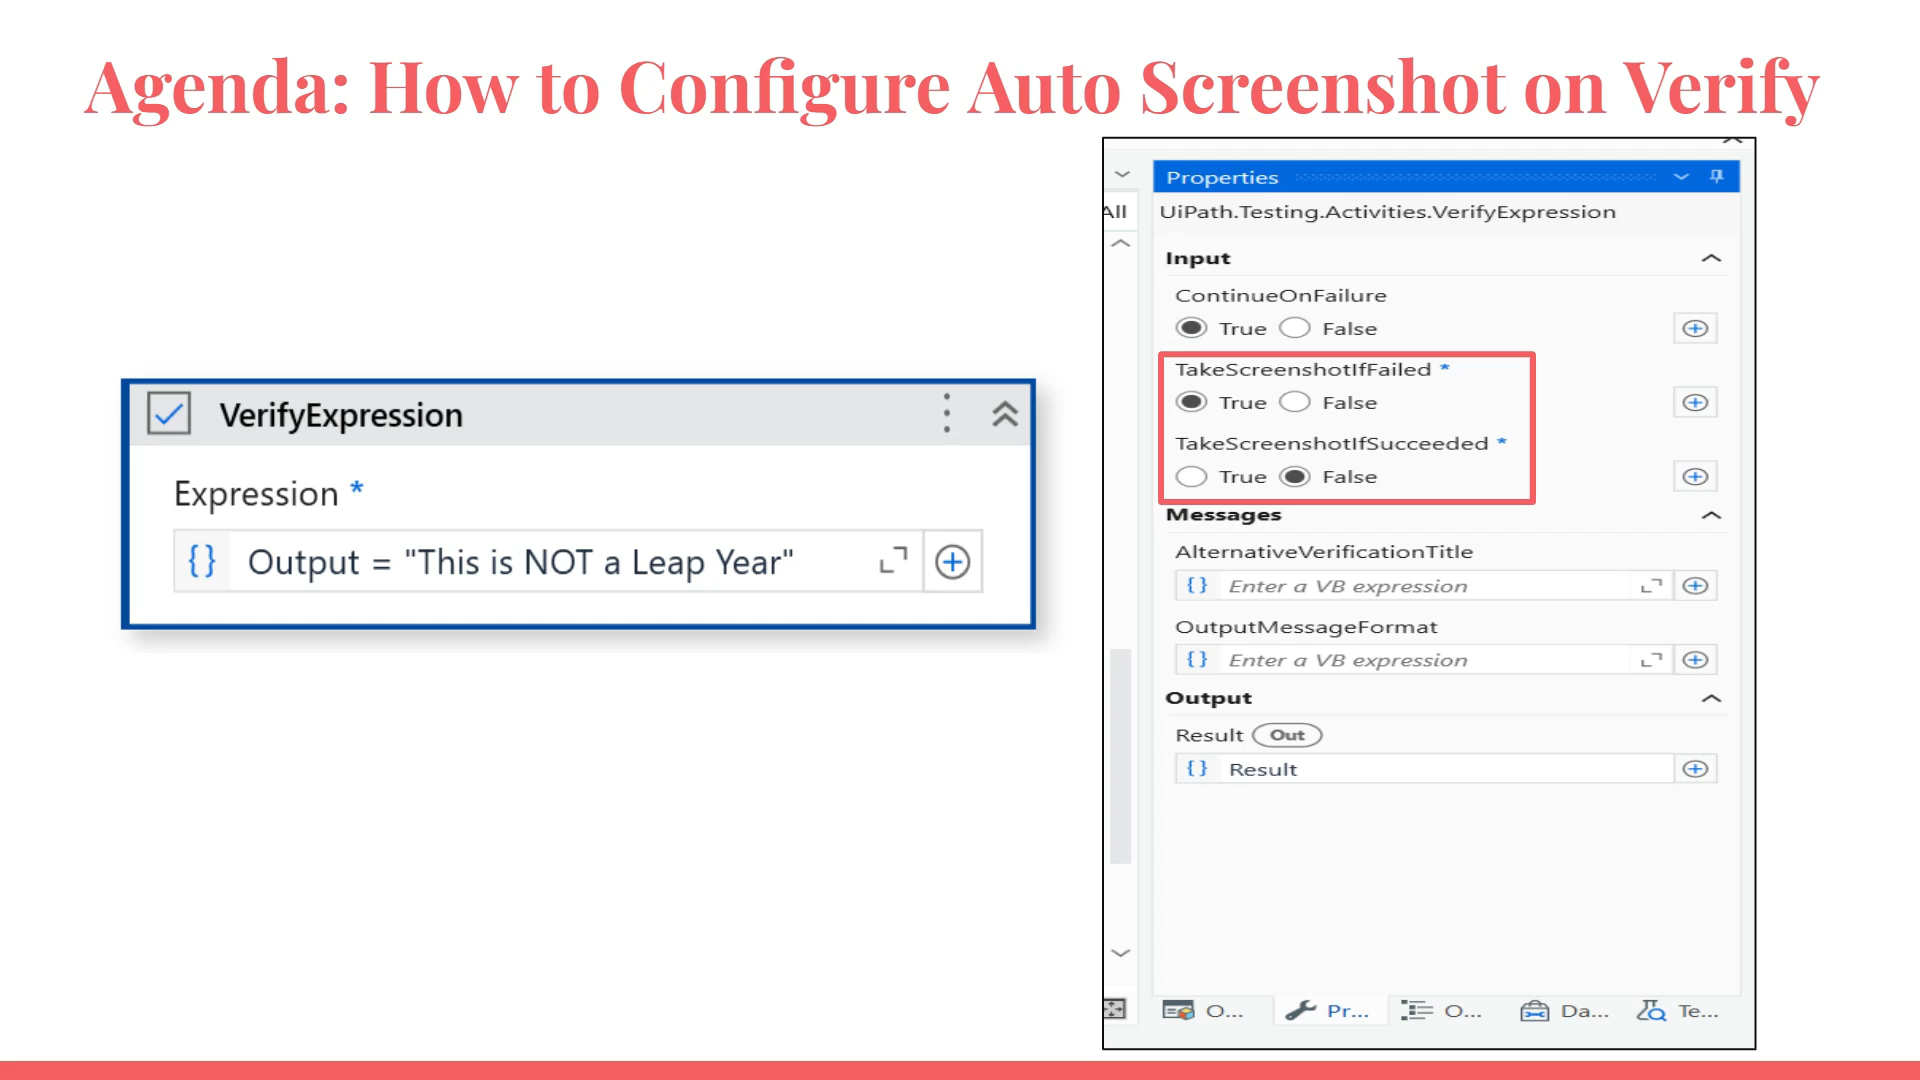 Agenda: How to Configure Auto Screenshot on Verify
VerifyExpression
Expression *
{} Output = "This is NOT a Leap Year"
All
Properties
UiPath.Testing.Activities.VerifyExpression
Input
ContinueOnFailure
True False
TakeScreenshotIfFailed *
True False
TakeScreenshotIfSucceeded *
True False
Messages
AlternativeVerificationTitle
{} Enter a VB expression
OutputMessageFormat
{} Enter a VB expression
Output
Result Out
{} Result
O... Pr... O... Da... Te...